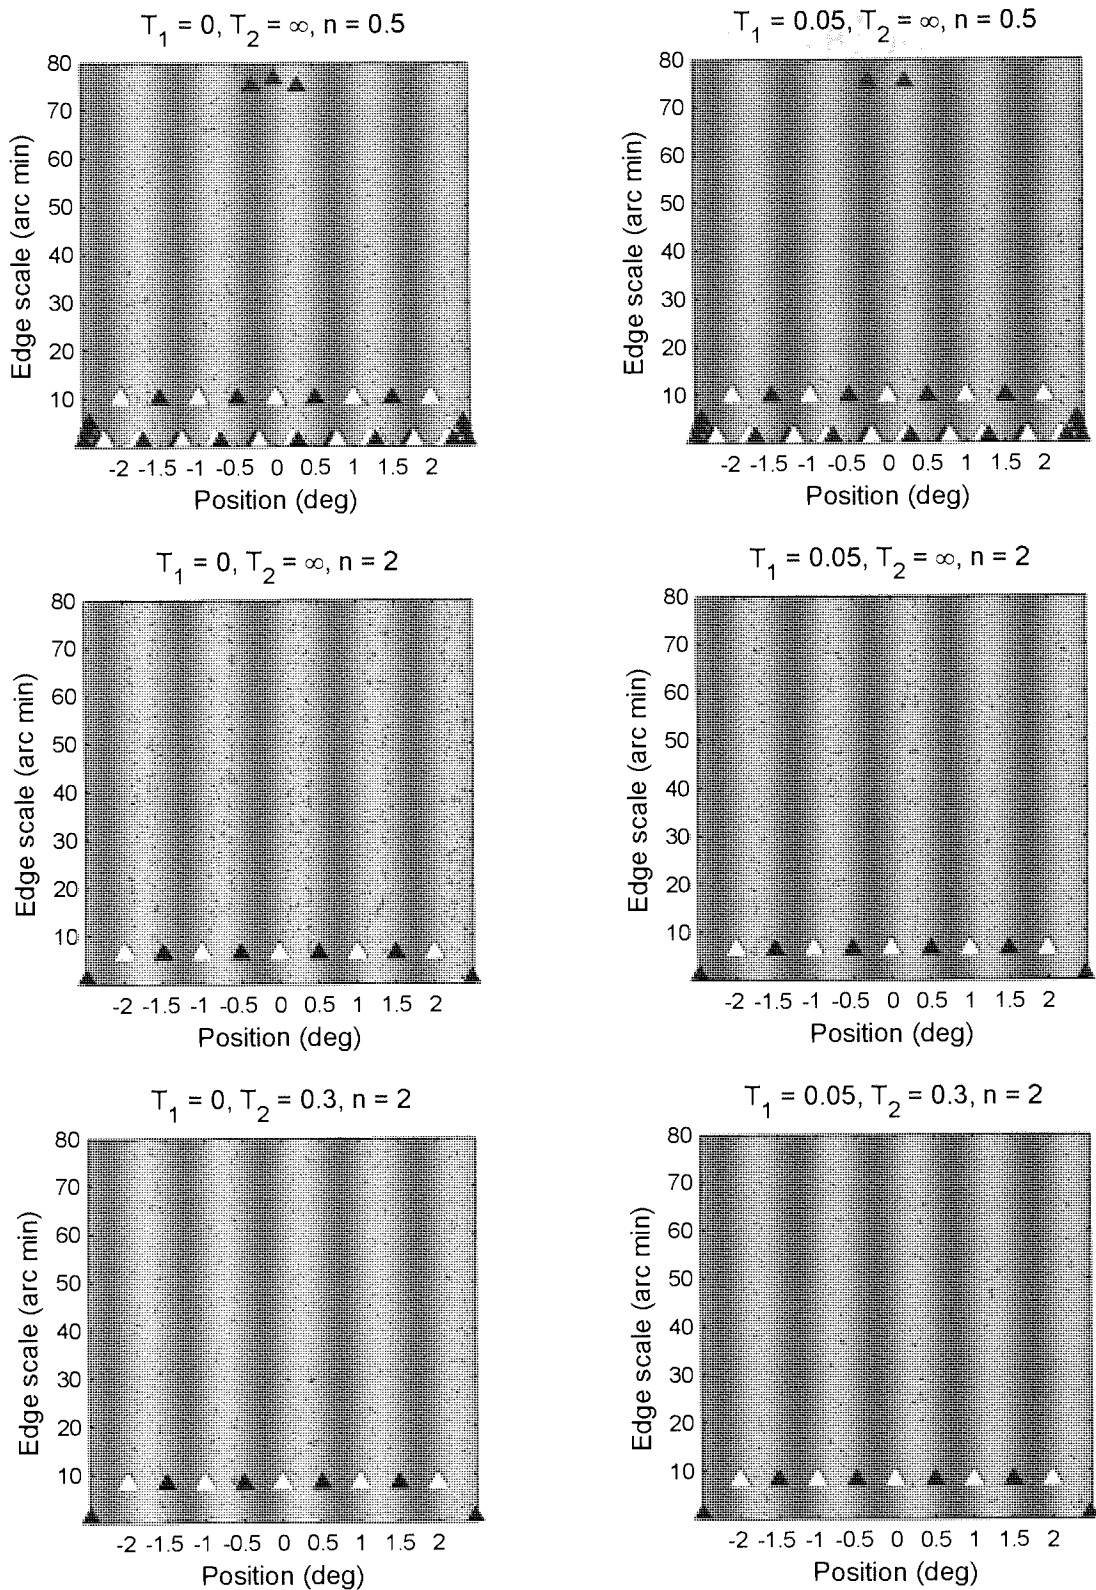 T1 = 0, T2 = ∞, n = 0.5
80
70
60
50
40
30
20
10
Edge scale (arc min)
-2 -1.5 -1 -0.5 0 0.5 1 1.5 2
Position (deg)
T1 = 0.05, T2 = ∞, n = 0.5
80
70
60
50
40
30
20
10
Edge scale (arc min)
-2 -1.5 -1 -0.5 0 0.5 1 1.5 2
Position (deg)
T1 = 0, T2 = ∞, n = 2
80
70
60
50
40
30
20
10
Edge scale (arc min)
-2 -1.5 -1 -0.5 0 0.5 1 1.5 2
Position (deg)
T1 = 0.05, T2 = ∞, n = 2
80
70
60
50
40
30
20
10
Edge scale (arc min)
-2 -1.5 -1 -0.5 0 0.5 1 1.5 2
Position (deg)
T1 = 0, T2 = 0.3, n = 2
80
70
60
50
40
30
20
10
Edge scale (arc min)
-2 -1.5 -1 -0.5 0 0.5 1 1.5 2
Position (deg)
T1 = 0.05, T2 = 0.3, n = 2
80
70
60
50
40
30
20
10
Edge scale (arc min)
-2 -1.5 -1 -0.5 0 0.5 1 1.5 2
Position (deg)